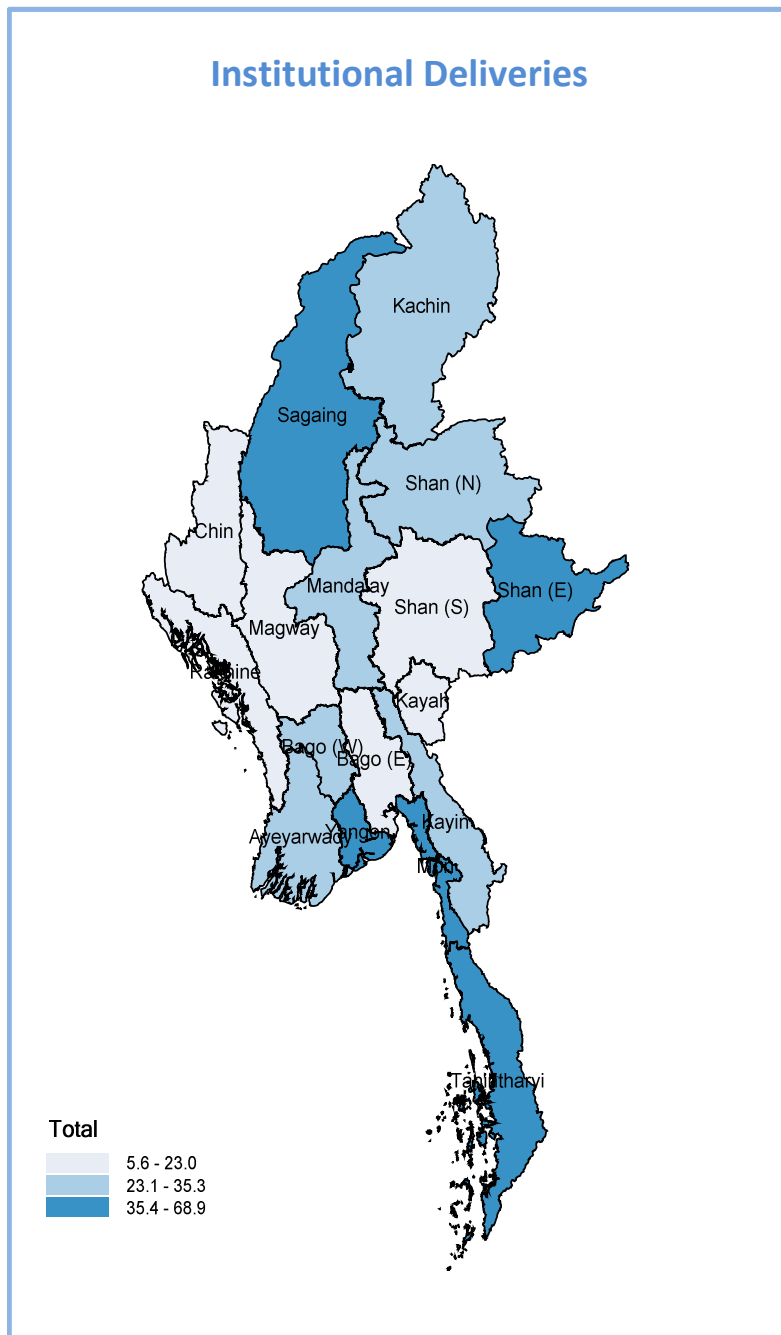 Institutional Deliveries
Kachin
Sagaing
Shan (N)
Chin
Mandalay
Shan (E)
Shan (S)
Magway
Rakhine
Kayah
Bago (W)
Bago (E)
Kayin
Ayeyarwady
Yangon
Mon
Tanintharyi
Total
5.6 - 23.0
23.1 - 35.3
35.4 - 68.9